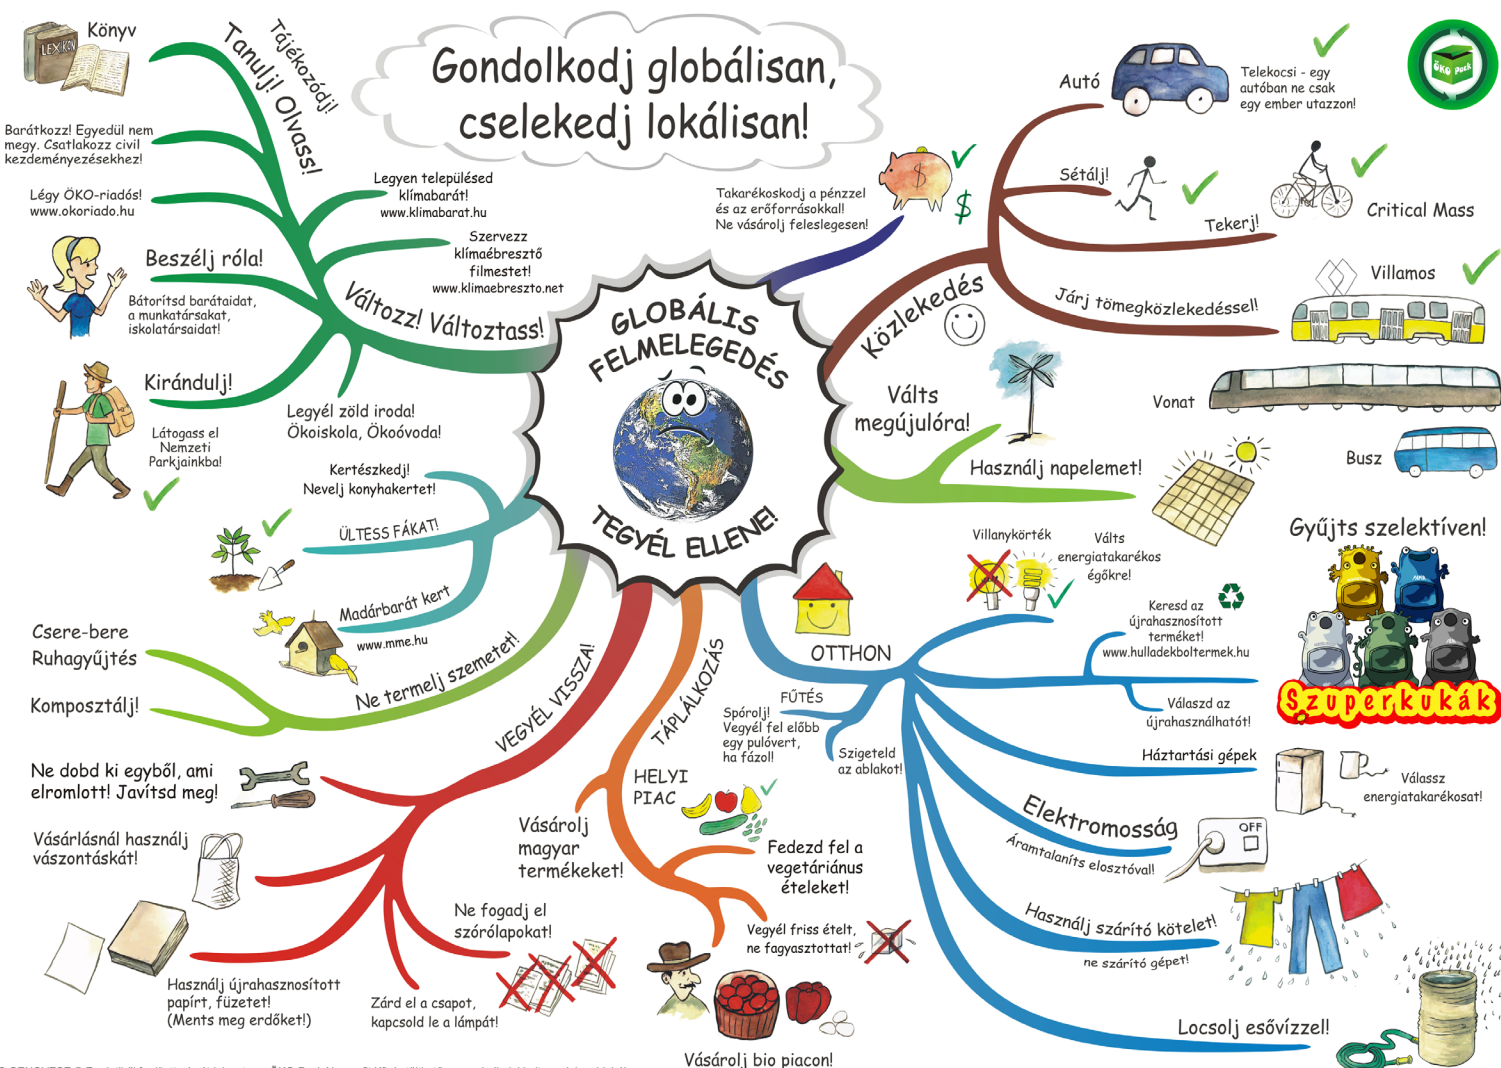 Gondolkodj globálisan,
cselekedj lokálisan!
GLOBÁLIS
FELMELEGEDÉS
TEGYÉL ELLENE!
Könyv
LEXIKON
Tájékozódj!
Tanulj! Olvass!
Barátkozz! Egyedül nem
megy. Csatlakozz civil
kezdeményezésekhez!
Légy ÖKO-riadós!
www.okoriado.hu
Beszélj róla!
Bátorítsd barátaidat,
a munkatársakat,
iskolatársaidat!
Kirándulj!
Látogass el
Nemzeti
Parkjainkba!
Legyen településed
klímabarát!
www.klimabarat.hu
Szervezz
klímaébresztő
filmestet!
www.klimaebreszto.net
Változz! Változtass!
Legyél zöld iroda!
Ökoiskola, Ökoóvoda!
Kertészkedj!
Nevelj konyhakertet!
ÜLTESS FÁKAT!
Madárbarát kert
www.mme.hu
Csere-bere
Ruhagyűjtés
Komposztálj!
Ne termelj szemetet!
VEGYÉL VISSZA!
Ne dobd ki egyből, ami
elromlott! Javítsd meg!
Vásárlásnál használj
vászontáskát!
Használj újrahasznosított
papírt, füzetet!
(Ments meg erdőket!)
Zárd el a csapot,
kapcsold le a lámpát!
Ne fogadj el
szórólapokat!
TÁPLÁLKOZÁS
HELYI
PIAC
Vásárolj
magyar
termékeket!
Fedezd fel a
vegetáriánus
ételeket!
Vegyél friss ételt,
ne fagyasztottat!
Vásárolj bio piacon!
Takarékoskodj a pénzzel
és az erőforrásokkal!
Ne vásárolj feleslegesen!
$
$
Közlekedés
Autó
Telekocsi - egy
autóban ne csak
egy ember utazzon!
ÖKO Pack
Sétálj!
Tekerj!
Critical Mass
Járj tömegközlekedéssel!
Villamos
Vonat
Busz
Válts
megújulóra!
Használj napelemet!
OTTHON
Villanykörték
Válts
energiatakarékos
égőkre!
Gyűjts szelektíven!
Szuperkukák
Keresd az
újrahasznosított
terméket!
www.hulladekboltermek.hu
Válaszd az
újrahasználhatót!
FŰTÉS
Spórolj!
Vegyél fel előbb
egy pulóvert,
ha fázol!
Szigeteld
az ablakot!
Háztartási gépek
Válassz
energiatakarékosat!
Elektromosság
Áramtalaníts elosztóval!
OFF
Használj szárító kötelet!
ne szárító gépet!
Locsolj esővízzel!